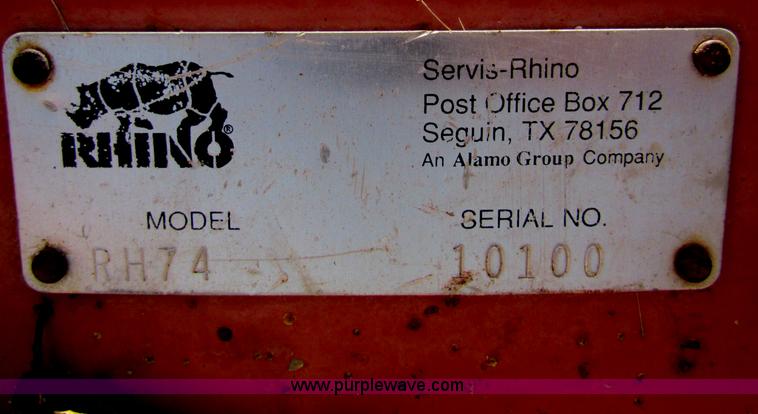 Servis-Rhino
Post Office Box 712
Seguin, TX 78156
An Alamo Group Company
RHINO®
MODEL
SERIAL NO.
RH74
10100
www.purplewave.com